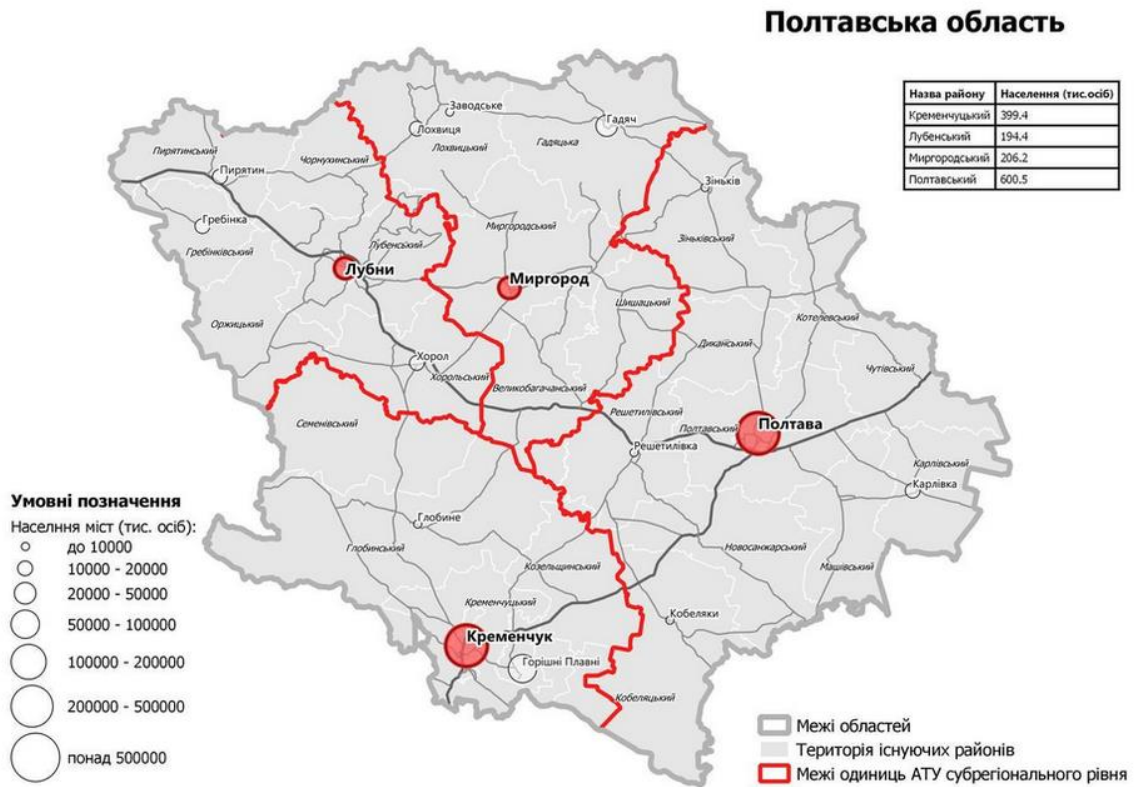 Полтавська область
Назва району Населення (тис.осіб)
Кременчуцький 399.4
Лубенський 194.4
Миргородський 206.2
Полтавський 600.5
Заводське
Гадяч
Лохвиця
Лохвицький
Гадяцька
Пирятинський
Чорнухинський
Пирятин
Зіньків
Гребінка
Гребінківський
Лубенський
Миргородський
Зіньківський
Лубни
Миргород
Шишацький
Оржицький
Котелевський
Диканський
Хорол
Хорольський
Великобагачанський
Чутівський
Семенівський
Решетилівський
Полтавський
Полтава
Решетилівка
Карлівський
Карлівка
Глобине
Глобинський
Козельщинський
Новосанжарський
Машівський
Кременчуцький
Кобеляки
Кременчук
Горішні Плавні
Кобеляцький
Умовні позначення
Населння міст (тис. осіб):
до 10000
10000 - 20000
20000 - 50000
50000 - 100000
100000 - 200000
200000 - 500000
понад 500000
Межі областей
Територія існуючих районів
Межі одиниць АТУ субрегіонального рівня